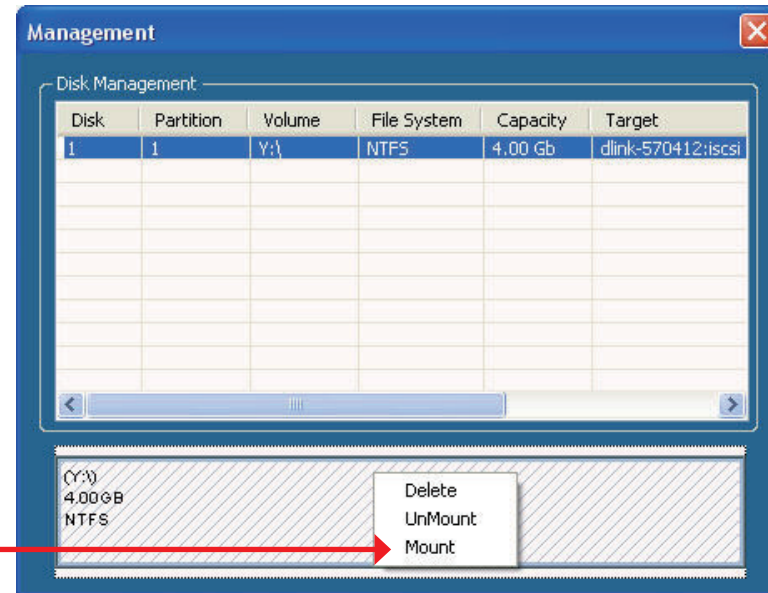 Management
Disk Management
Disk Partition Volume File System Capacity Target
1 1 Y:\ NTFS 4.00 Gb dlink-570412:iscsi
(Y:\)
4.00GB
NTFS
Delete
UnMount
Mount